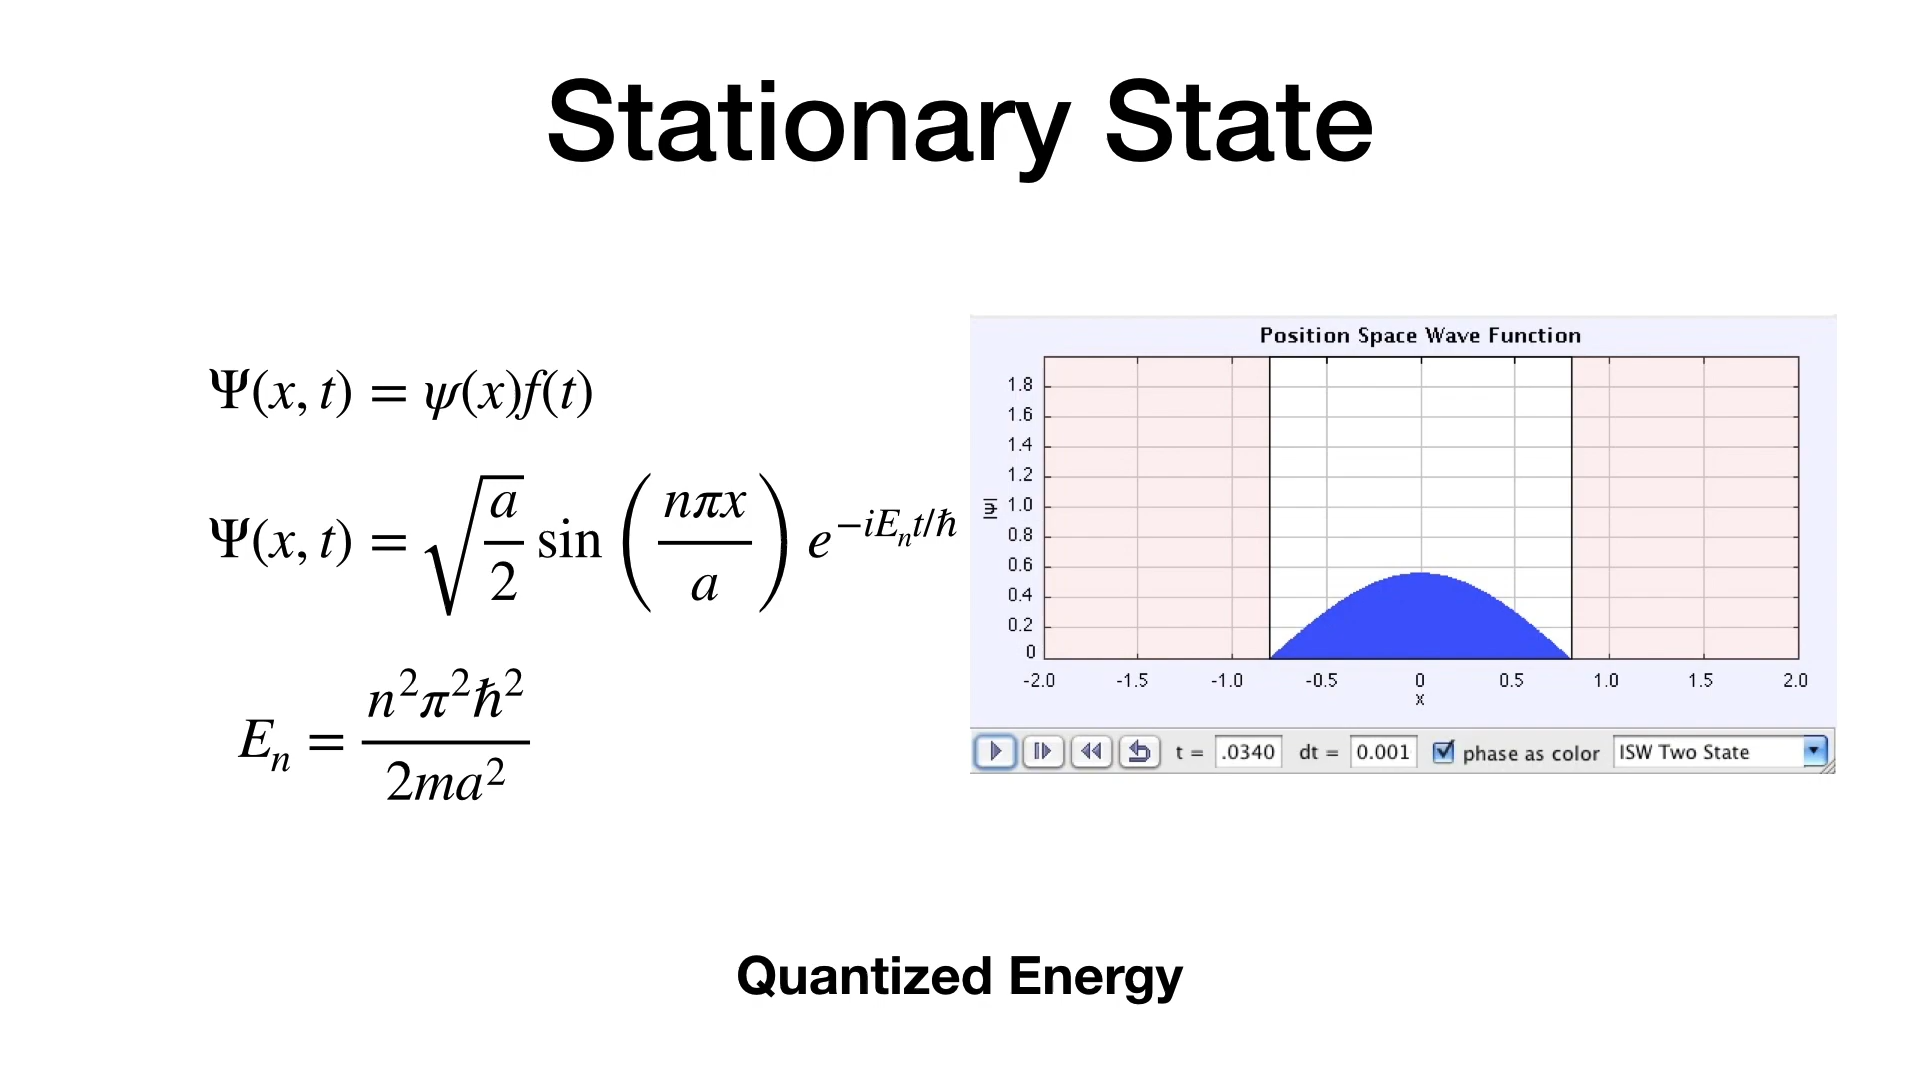 Stationary State
Ψ(x, t) = ψ(x)f(t)
Ψ(x, t) = √(a/2) sin (nπx/a) e^{−iE_n t/ħ}
E_n = n²π²ħ²/2ma²
Position Space Wave Function
1.8
1.6
1.4
1.2
1.0
0.8
0.6
0.4
0.2
0
|Ψ|
-2.0 -1.5 -1.0 -0.5 0 0.5 1.0 1.5 2.0
x
t = .0340 dt = 0.001 phase as color ISW Two State
Quantized Energy